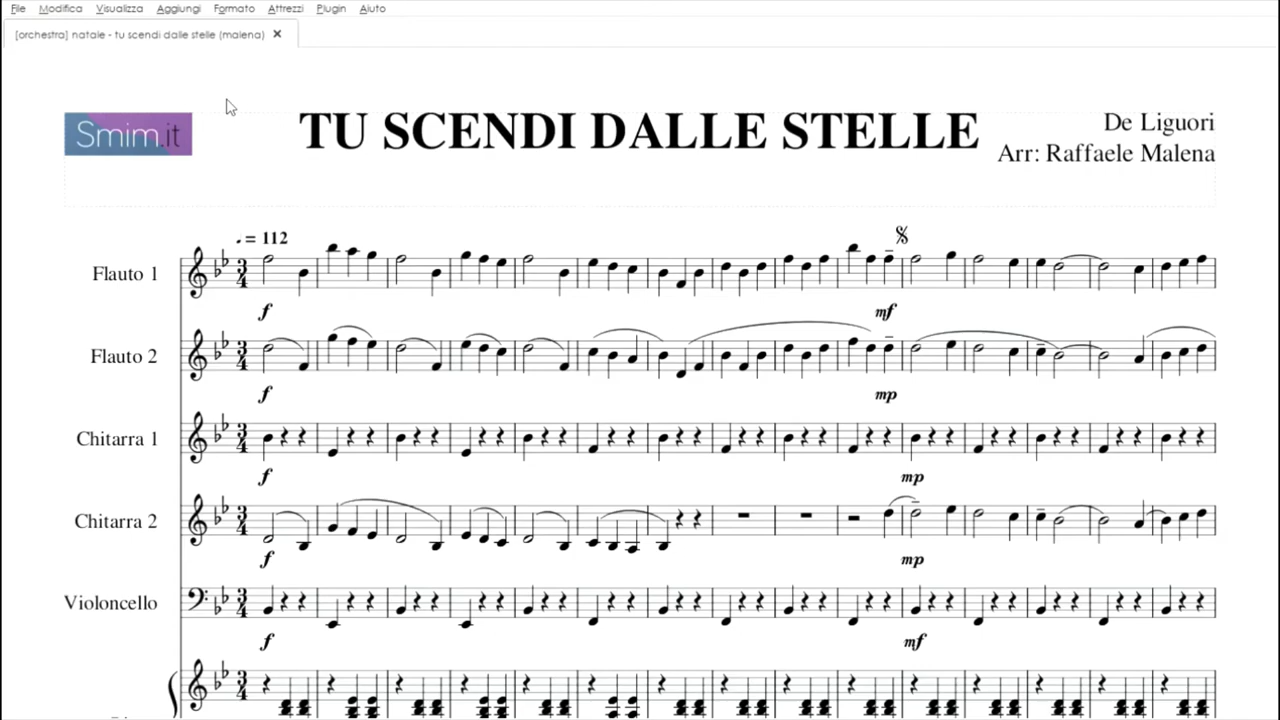 File Modifica Visualizza Aggiungi Formato Attrezzi Plugin Aiuto
[orchestra] natale - tu scendi dalle stelle (malena) ✕
Smim.it
TU SCENDI DALLE STELLE
De Liguori
Arr: Raffaele Malena
= 112
Flauto 1
f
mf
Flauto 2
f
mp
Chitarra 1
f
mp
Chitarra 2
f
mp
Violoncello
f
mf